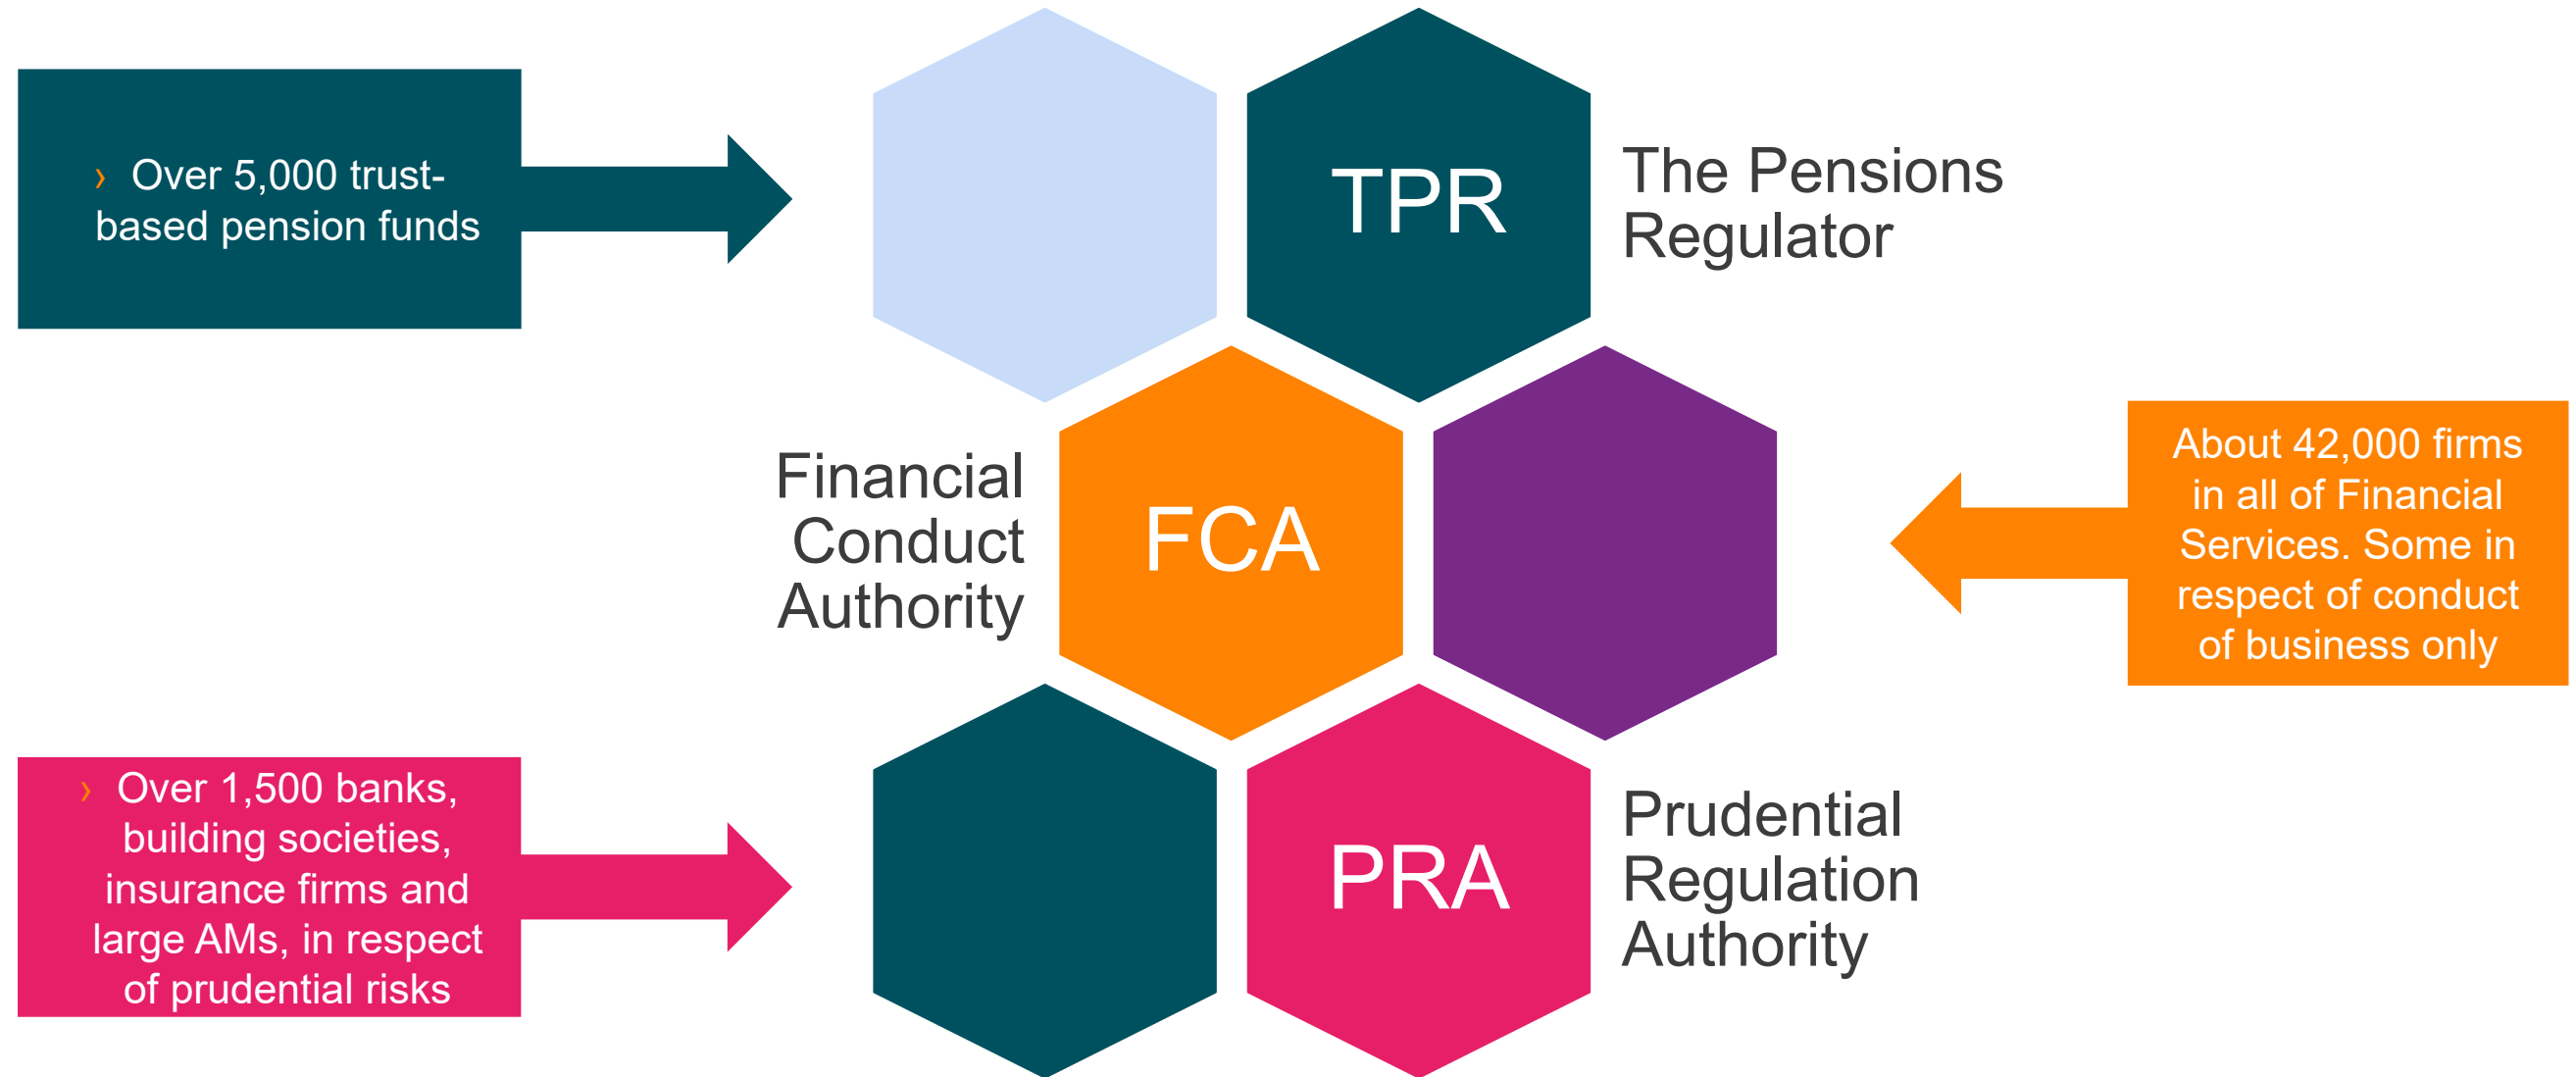 › Over 5,000 trust-
based pension funds
TPR
The Pensions
Regulator
Financial
Conduct
Authority
FCA
About 42,000 firms
in all of Financial
Services. Some in
respect of conduct
of business only
› Over 1,500 banks,
building societies,
insurance firms and
large AMs, in respect
of prudential risks
PRA
Prudential
Regulation
Authority